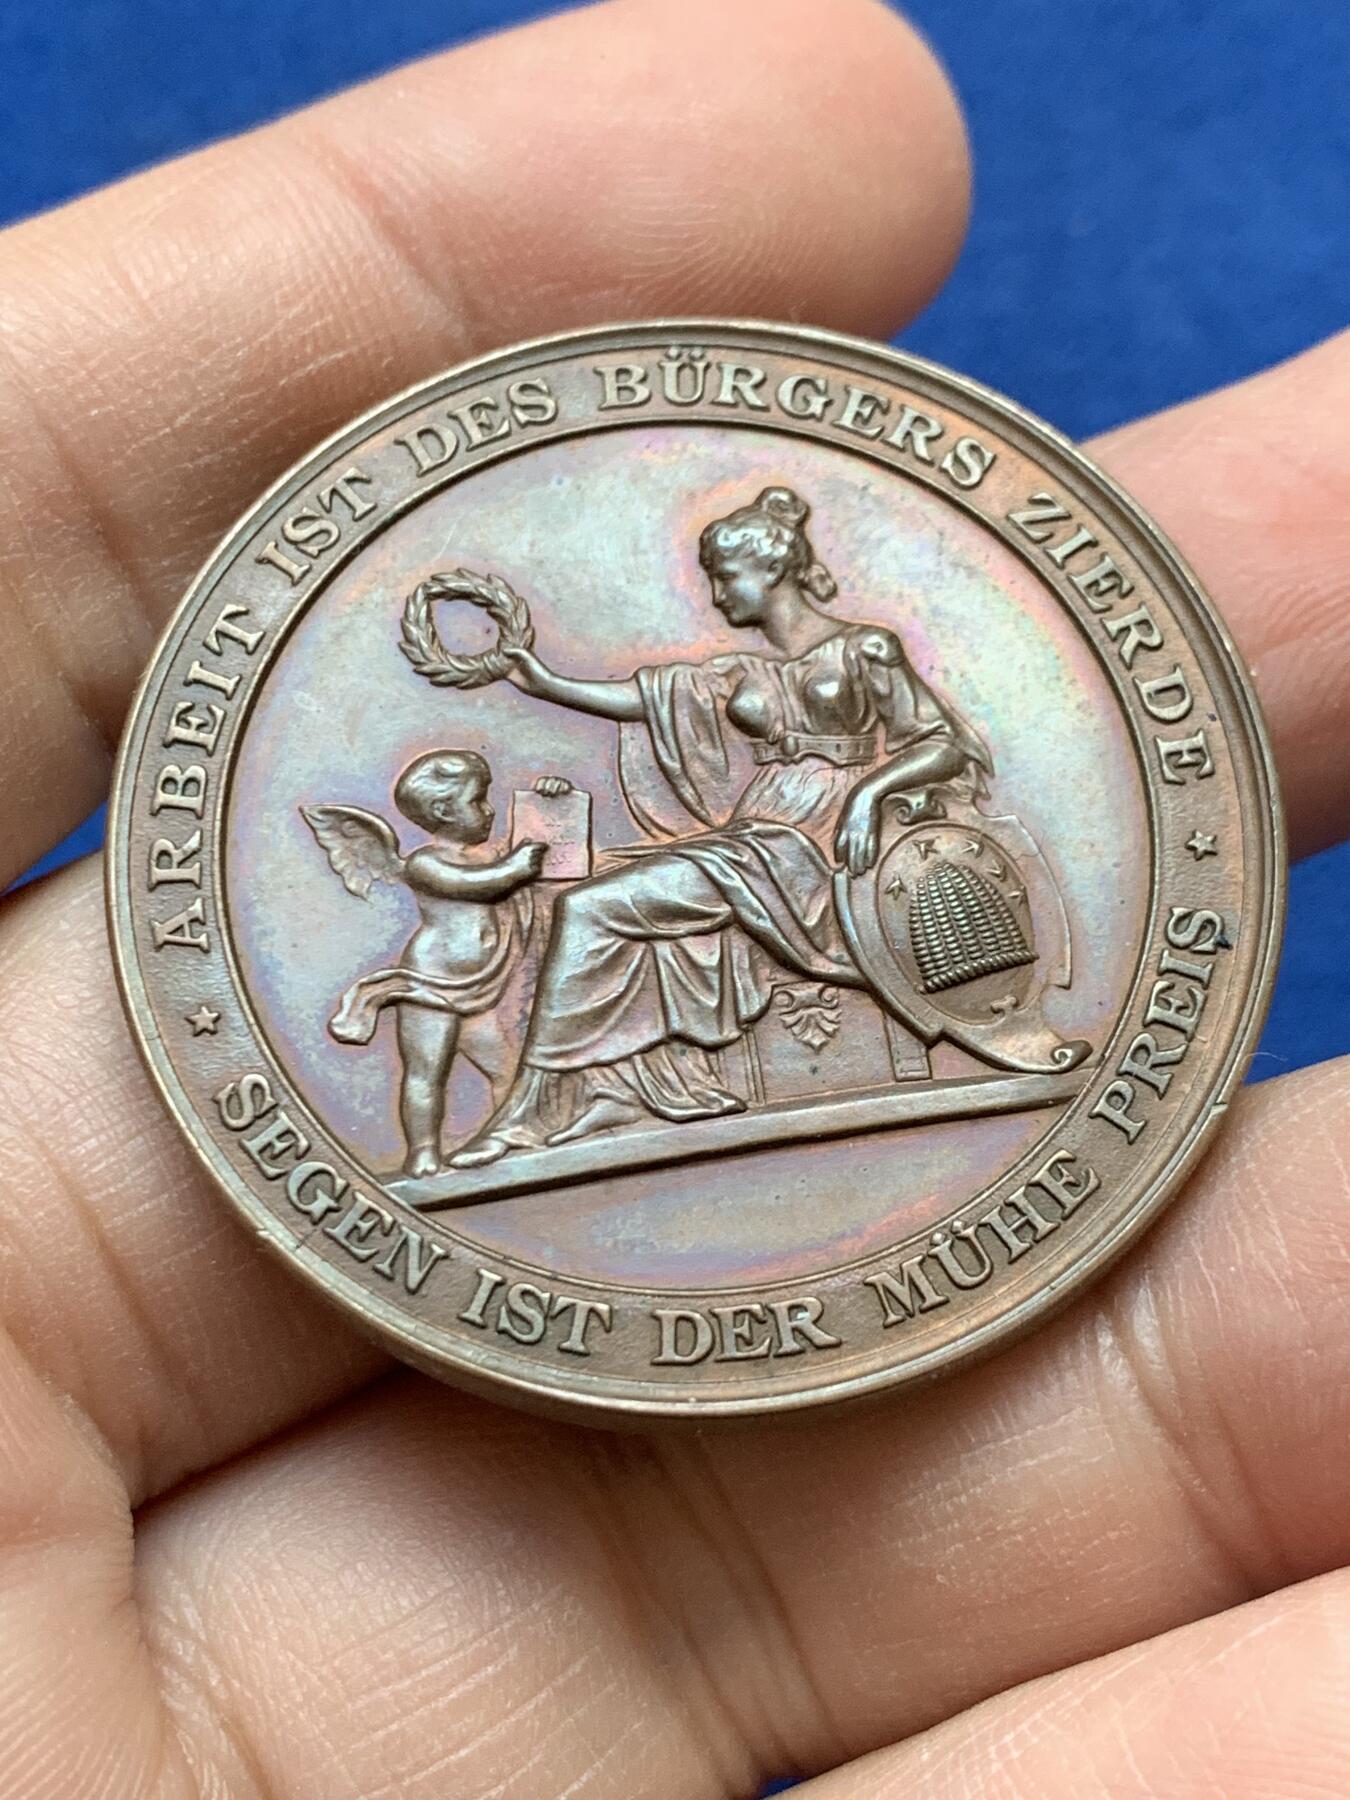 ARBEIT IST DES BÜRGERS ZIERDE
SEGEN IST DER MÜHE PREIS